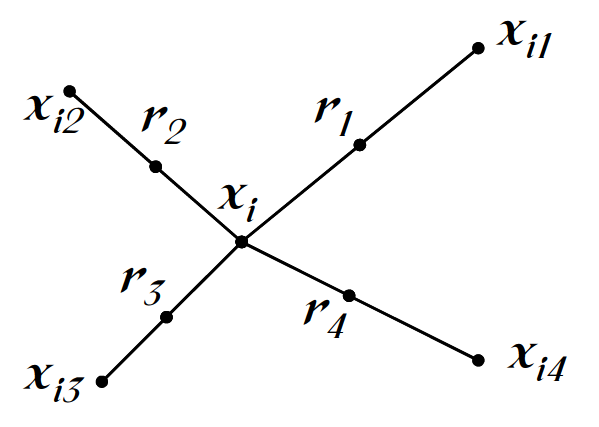 x_{i1}
x_{i2}
r_2
r_1
x_i
r_3
r_4
x_{i3}
x_{i4}